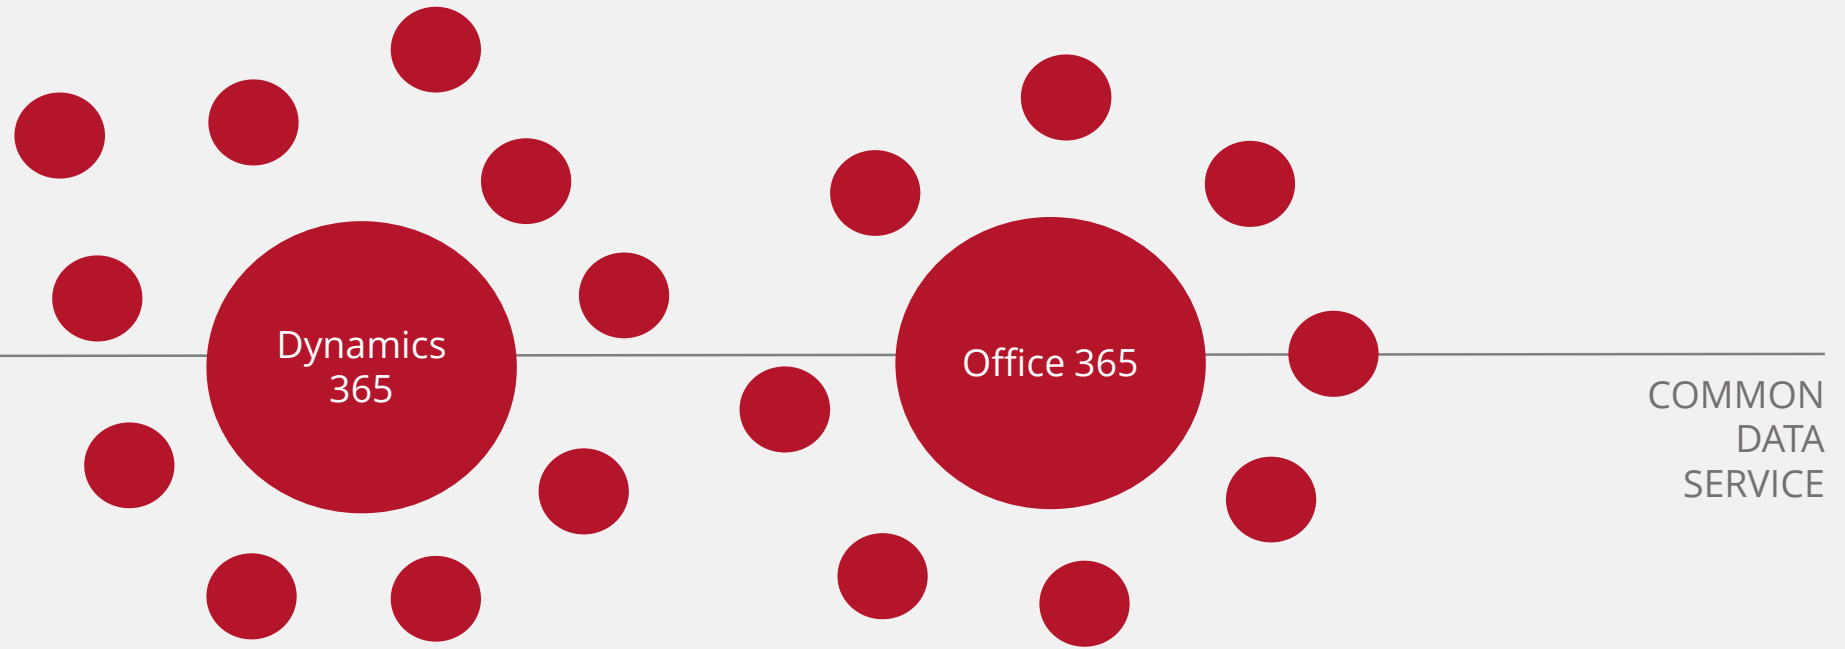 Dynamics
365
Office 365
COMMON
DATA
SERVICE